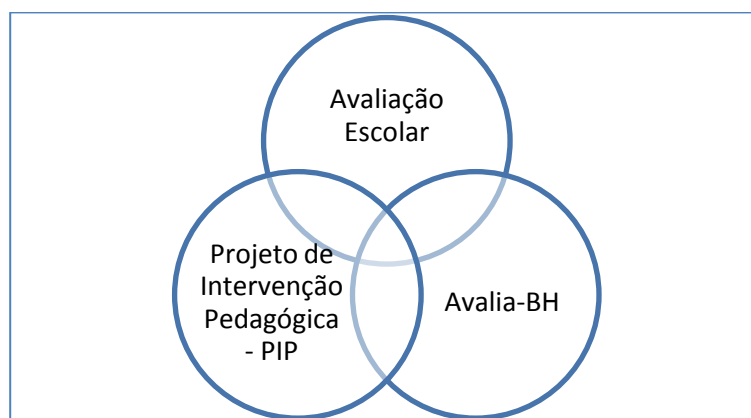 Avaliação
Escolar
Projeto de
Intervenção
Pedagógica
- PIP
Avalia-BH